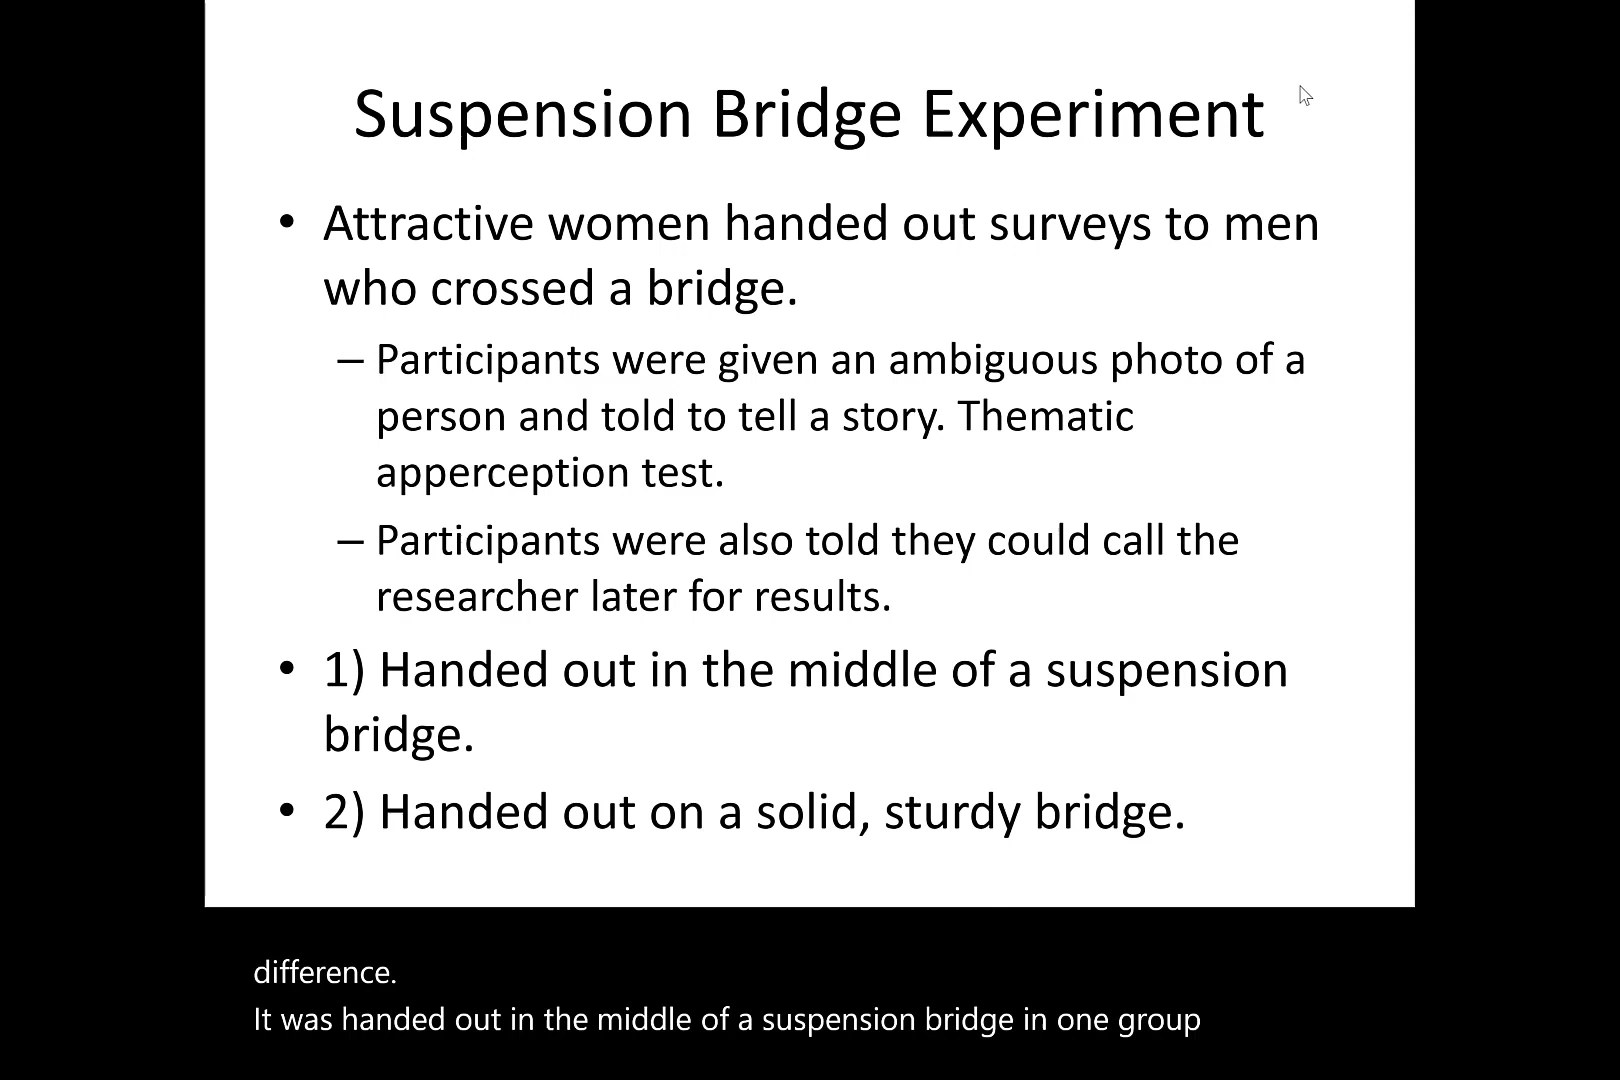 Suspension Bridge Experiment
• Attractive women handed out surveys to men
who crossed a bridge.
– Participants were given an ambiguous photo of a
person and told to tell a story. Thematic
apperception test.
– Participants were also told they could call the
researcher later for results.
• 1) Handed out in the middle of a suspension
bridge.
• 2) Handed out on a solid, sturdy bridge.
difference.
It was handed out in the middle of a suspension bridge in one group